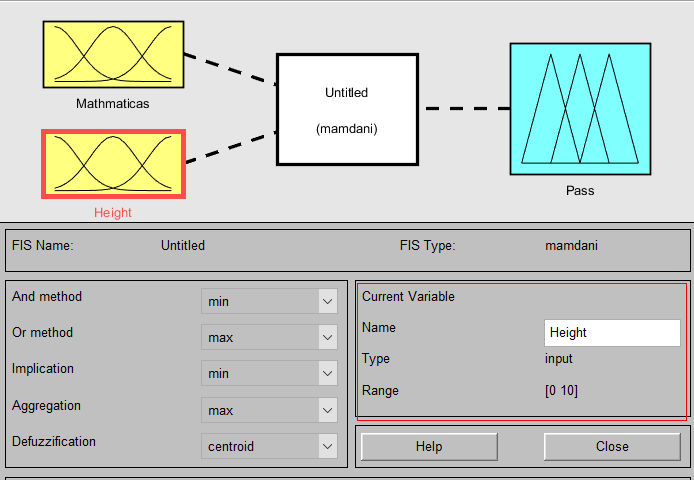 Mathmaticas
Height
Untitled
(mamdani)
Pass
FIS Name: Untitled FIS Type: mamdani
And method min
Or method max
Implication min
Aggregation max
Defuzzification centroid
Current Variable
Name Height
Type input
Range [0 10]
Help Close